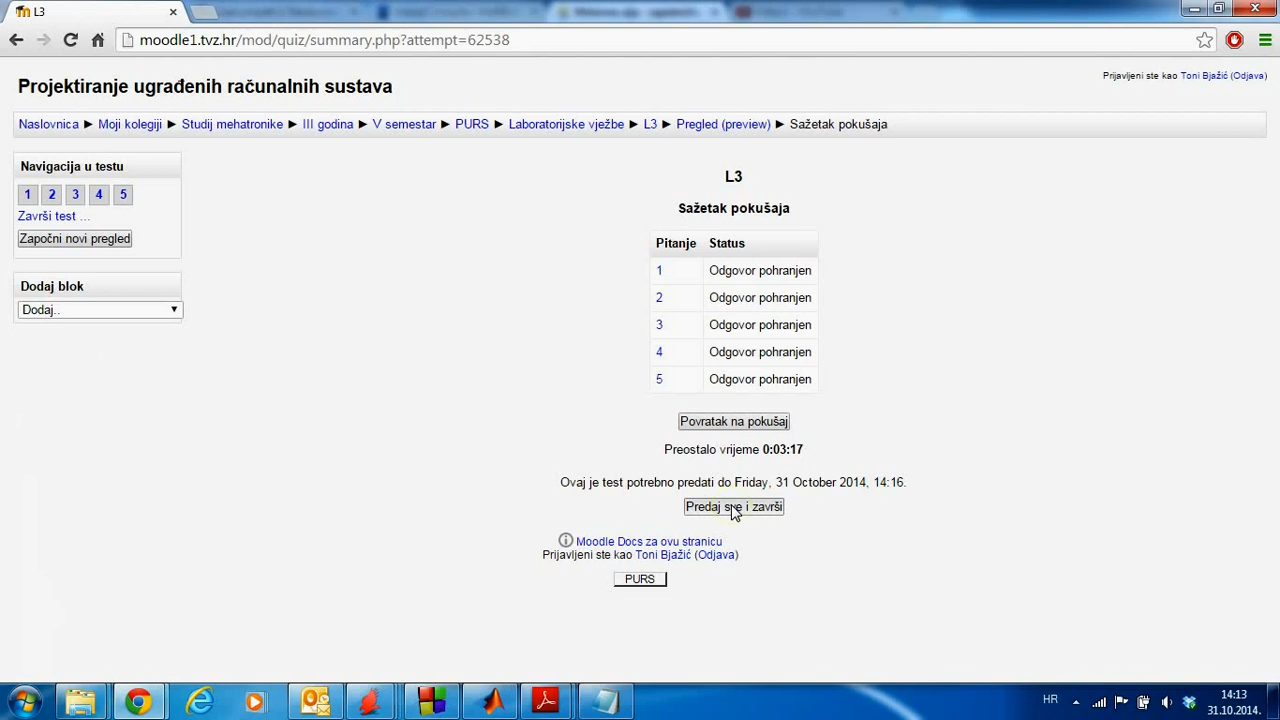 L3
moodle1.tvz.hr/mod/quiz/summary.php?attempt=62538
Projektiranje ugrađenih računalnih sustava
Prijavljeni ste kao Toni Bjažić (Odjava)
Naslovnica ► Moji kolegiji ► Studij mehatronike ► III godina ► V semestar ► PURS ► Laboratorijske vježbe ► L3 ► Pregled (preview) ► Sažetak pokušaja
Navigacija u testu
1 2 3 4 5
Završi test ...
Započni novi pregled
Dodaj blok
Dodaj..
L3
Sažetak pokušaja
Pitanje Status
1 Odgovor pohranjen
2 Odgovor pohranjen
3 Odgovor pohranjen
4 Odgovor pohranjen
5 Odgovor pohranjen
Povratak na pokušaj
Preostalo vrijeme 0:03:17
Ovaj je test potrebno predati do Friday, 31 October 2014, 14:16.
Predaj sve i završi
Moodle Docs za ovu stranicu
Prijavljeni ste kao Toni Bjažić (Odjava)
PURS
HR
14:13
31.10.2014.